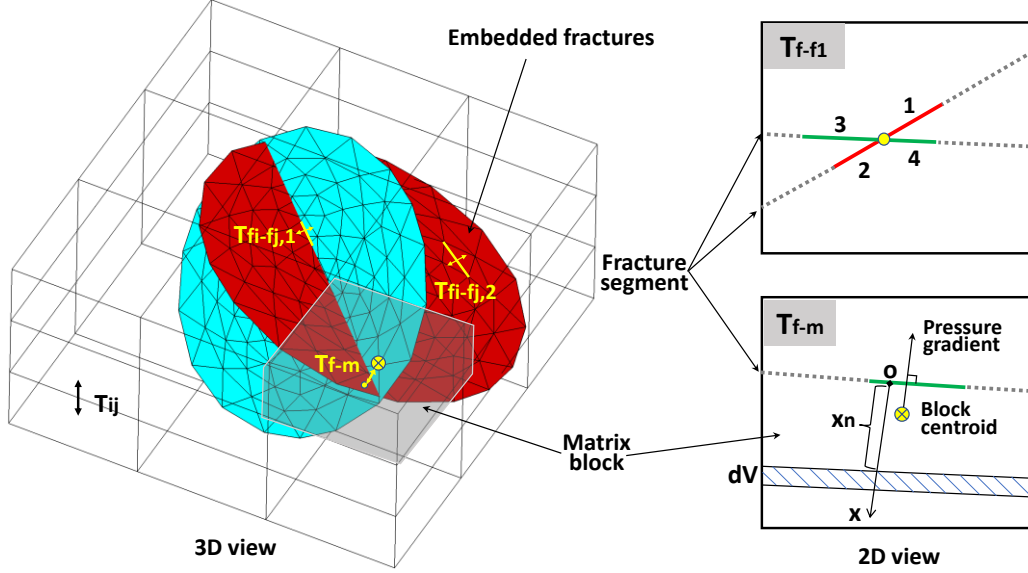 Embedded fractures
Tfi-fj,1
Tfi-fj,2
Tf-m
Tij
3D view
Fracture
segment
Matrix
block
Tf-f1
1
3
2
4
Tf-m
Pressure
gradient
o
Block
centroid
xn
dV
x
2D view